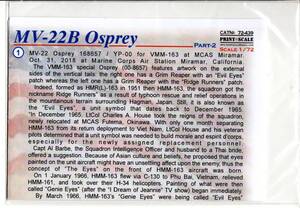 MV-22B Osprey
PART-2
CATN: 72-439
PRINT-SCALE
SCALE 1/72
1
MV-22 Osprey 168657 / YP-00 for VMM-163 at MCAS Miramar
Oct. 31, 2018 at Marine Corps Air Station Miramar, California
The VMM-163 special Osprey (00-8657) features artwork on the external
sides of the vertical tails: the right one has a Grim Reaper with an "Evil Eyes"
patch while the left one has a Grim Reaper with the "Ridge Runners" patch.
Indeed, formed as HMR(L)-163 in 1951 then HMM-163, the squadron got the
nickname "Ridge Runners" as a result of typhoon rescue and relief operations in
the mountainous terrain surrounding Hagman, Japan. Still, it is also known as
the "Evil Eyes", a unit symbol that dates back to December 1965.
"In December 1965, LtCol Charles A. House took the reigns of the squadron
newly relocated at MCAS Futema, Okinawa. With only one month separating
HMM-163 from its return deployment to Viet Nam, LtCol House and his veteran
pilots determined that a unit symbol was needed to build morale and espirit d'corps,
especially for the newly assigned replacement personnel.
Capt Al Barbe, the Squadron Intelligence Officer and husband to a Thai bride,
offered a suggestion. Because of Asian culture and beliefs, he proposed that eyes
painted on the unit aircraft might have an unsettling affect upon the enemy; thus the
concept of "The Eyes" on the front of HMM-163 aircraft was born.
On 1 January 1966, HMM-163 flew via C-130 to Phu Bai, Vietnam, relieved
HMM-161, and took over their H-34 helicopters. Painting of what were then
called "Genie Eyes" (after the "I Dream of Jeannie" TV show) began immediately.
By March 1966, HMM-163's "Genie Eyes" were being called "Evil Eyes"